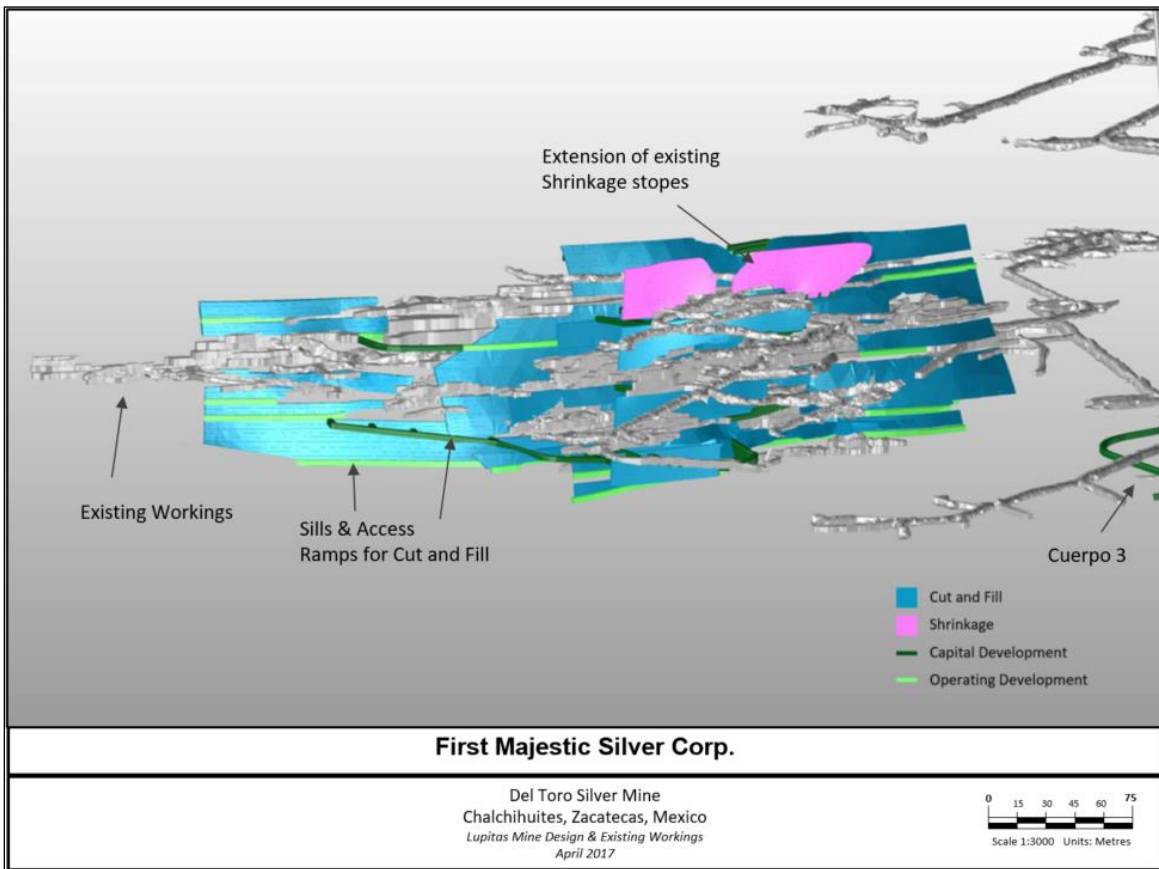 Extension of existing
Shrinkage stopes
Existing Workings
Sills & Access
Ramps for Cut and Fill
Cuerpo 3
Cut and Fill
Shrinkage
Capital Development
Operating Development
First Majestic Silver Corp.
Del Toro Silver Mine
Chalchihuites, Zacatecas, Mexico
Lupitas Mine Design & Existing Workings
April 2017
0 15 30 45 60 75
Scale 1:3000 Units: Metres